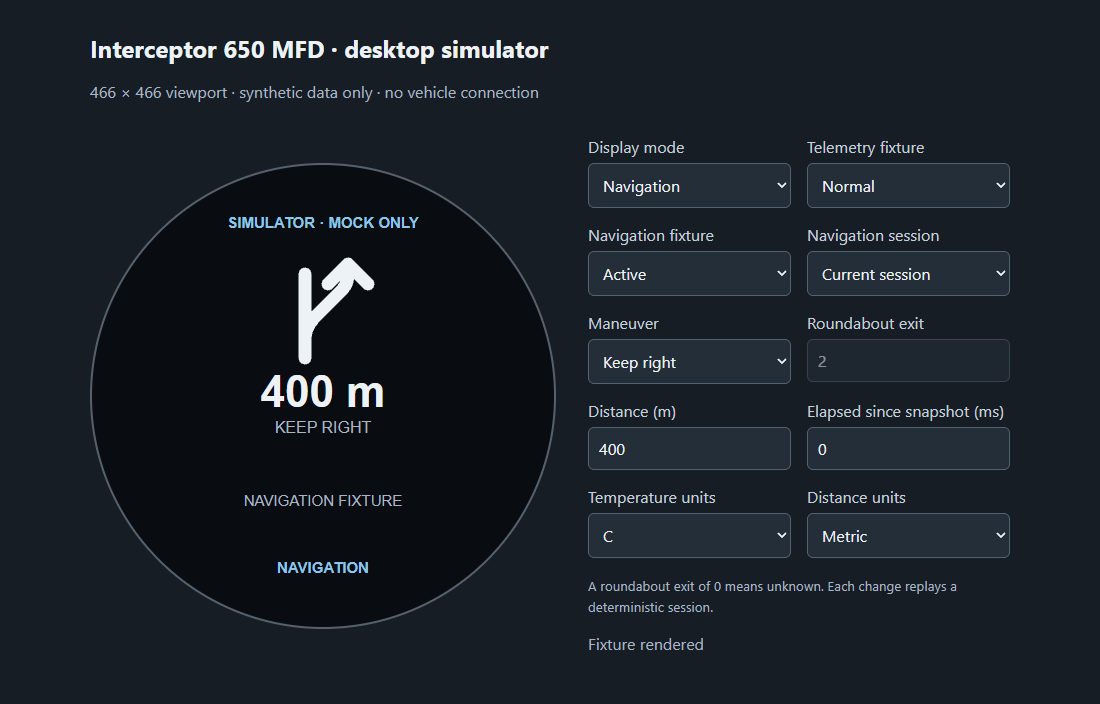 Interceptor 650 MFD · desktop simulator
466 × 466 viewport · synthetic data only · no vehicle connection
SIMULATOR · MOCK ONLY
400 m
KEEP RIGHT
NAVIGATION FIXTURE
NAVIGATION
Display mode
Telemetry fixture
Navigation
Normal
Navigation fixture
Navigation session
Active
Current session
Maneuver
Roundabout exit
Keep right
2
Distance (m)
Elapsed since snapshot (ms)
400
0
Temperature units
Distance units
C
Metric
A roundabout exit of 0 means unknown. Each change replays a
deterministic session.
Fixture rendered